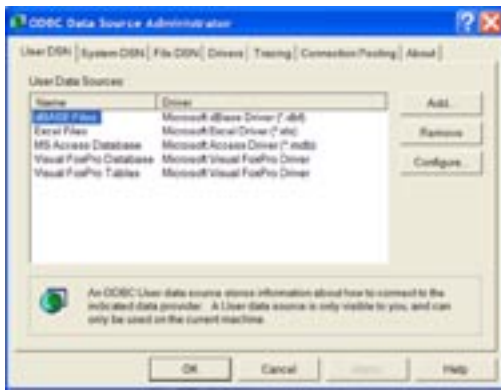 ODBC Data Source Administrator
User DSN System DSN File DSN Drivers Tracing Connection Pooling About
User Data Sources:
Name Driver Add...
dBASE Files Microsoft dBase Driver (*.dbf)
Excel Files Microsoft Excel Driver (*.xls) Remove
MS Access Database Microsoft Access Driver (*.mdb)
Visual FoxPro Database Microsoft Visual FoxPro Driver Configure...
Visual FoxPro Tables Microsoft Visual FoxPro Driver
An ODBC User data source stores information about how to connect to the
indicated data provider. A User data source is only visible to you, and can
only be used on the current machine.
OK Cancel Apply Help